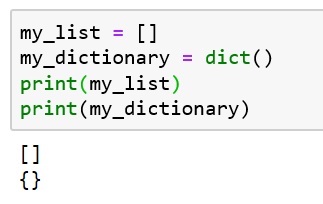 my_list = []
my_dictionary = dict()
print(my_list)
print(my_dictionary)
[]
{}